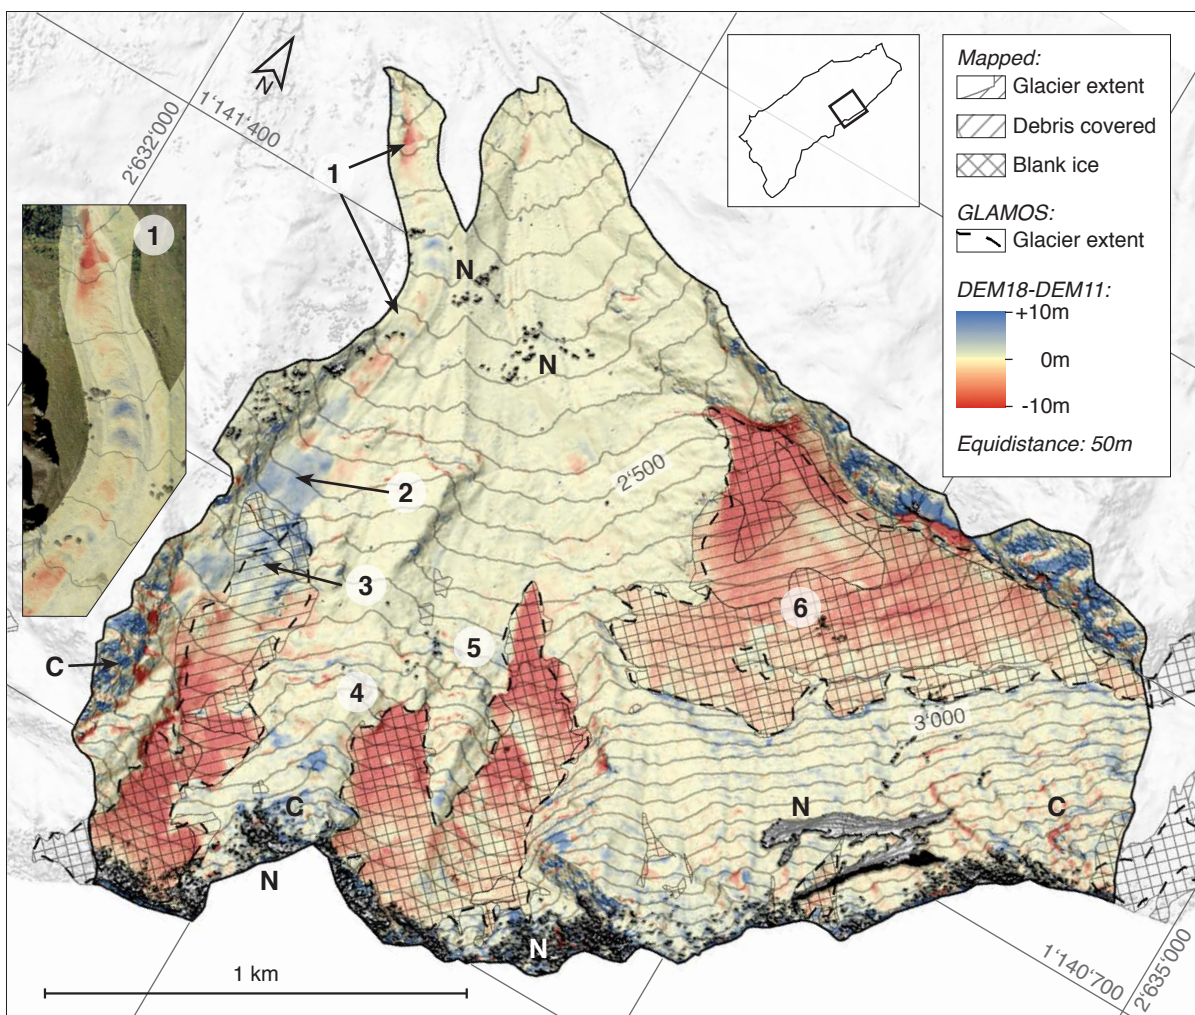 N
2'632'000
1'141'400
1
1
N
N
2
2'500
3
6
5
C
4
3'000
C
N
C
N
N
1 km
1'140'700
2'635'000
Mapped:
Glacier extent
Debris covered
Blank ice
GLAMOS:
Glacier extent
DEM18-DEM11:
+10m
0m
-10m
Equidistance: 50m